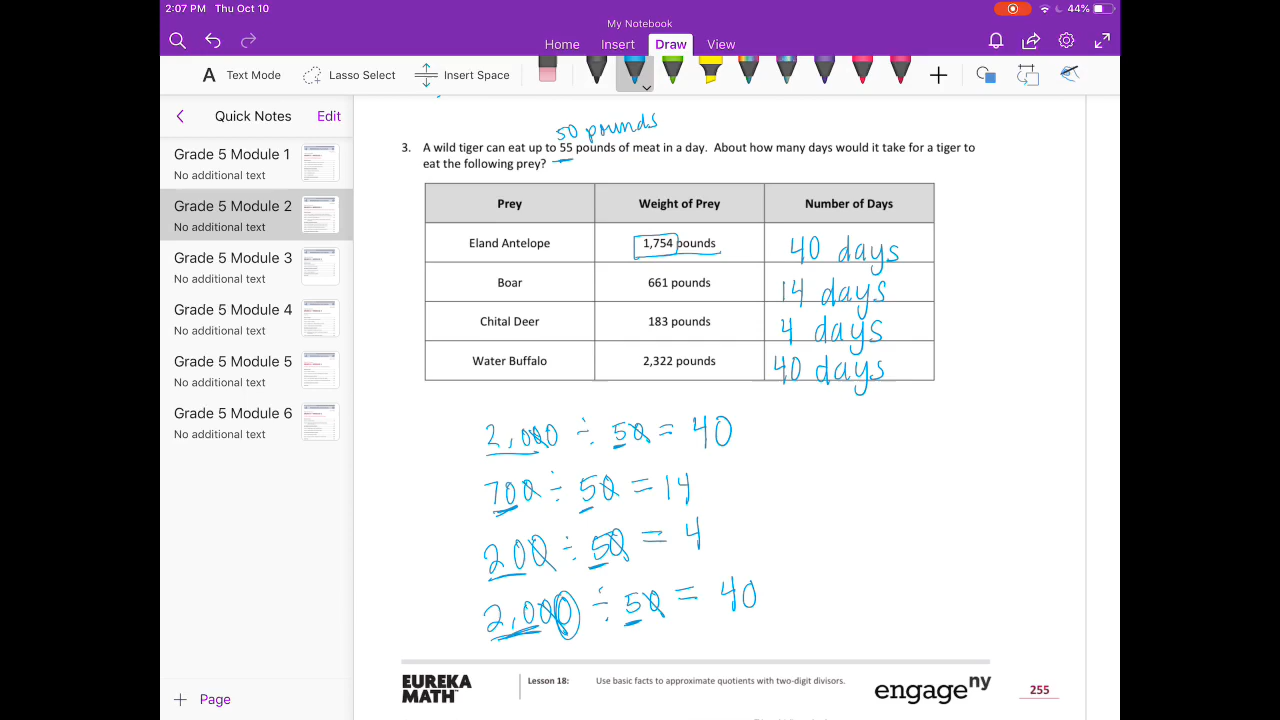 2:07 PM Thu Oct 10
44%
My Notebook
Home Insert Draw View
A Text Mode Lasso Select Insert Space
Quick Notes Edit
Grade 5 Module 1
No additional text
Grade 5 Module 2
No additional text
Grade 5 Module 3
No additional text
Grade 5 Module 4
No additional text
Grade 5 Module 5
No additional text
Grade 5 Module 6
No additional text
Page
50 pounds
3. A wild tiger can eat up to 55 pounds of meat in a day. About how many days would it take for a tiger to
eat the following prey?
Prey Weight of Prey Number of Days
Eland Antelope 1,754 pounds 40 days
Boar 661 pounds 14 days
Deer 183 pounds 4 days
Water Buffalo 2,322 pounds 40 days
2,000 ÷ 50 = 40
700 ÷ 50 = 14
200 ÷ 50 = 4
2,000 ÷ 50 = 40
EUREKA
MATH™
Lesson 18: Use basic facts to approximate quotients with two-digit divisors.
engageny
255